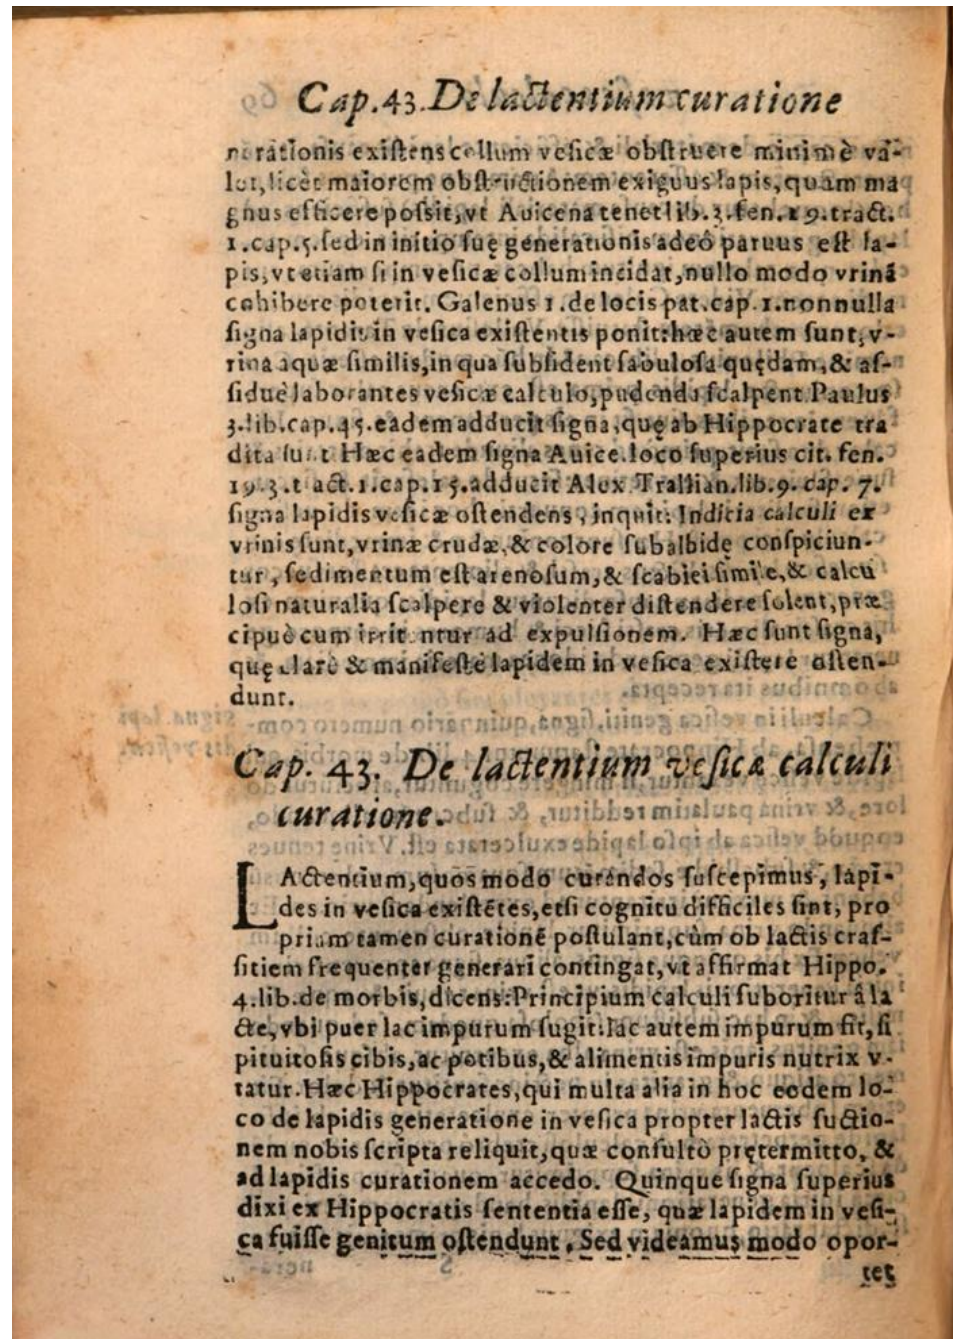 Cap.43.De lactentium curatione
nerationis existens collum vesicæ obstruere minimè va-
let, licèt maiorem obstructionem exiguus lapis, quam ma
gnus efficere possit, vt Auicena tenet lib.3.fen.19.tract.
1.cap.5.sed in initio suę generationis adeò paruus est la-
pis, vt etiam si in vesicæ collum incidat, nullo modo vrinã
cohibere poterit. Galenus 1.de locis pat.cap.1.nonnulla
signa lapidis in vesica existentis ponit: hæc autem sunt, v-
rina aquæ similis, in qua subsident sabulosa quędam, & as-
siduè laborantes vesicæ calculo, pudenda scalpent. Paulus
3.lib.cap.45.eadem adducit signa, quę ab Hippocrate tra
dita sunt Hæc eadem signa Auice.loco superius cit. fen.
19.3.tract.1.cap.15.adducit Alex Trallian.lib.9. cap. 7.
signa lapidis vesicæ ostendens, inquit: Indicia calculi ex
vrinis sunt, vrinæ crudæ, & colore subalbidę conspiciun-
tur, sedimentum est arenosum, & scabiei simile, & calcu
losi naturalia scalpere & violenter distendere solent, præ
cipuè cum irritentur ad expulsionem. Hæc sunt signa,
quę clarè & manifestè lapidem in vesica existere osten-
dunt.
Cap. 43. De lactentium vesicæ calculi
curatione.
LActentium, quos modo curandos suscepimus, lapi-
des in vesica existẽtes, etsi cognitu difficiles sint, pro
priam tamen curationẽ postulant, cùm ob lactis cras-
sitiem frequenter generari contingat, vt affirmat Hippo.
4.lib.de morbis, dicens: Principium calculi suboritur â la
cte, vbi puer lac impurum sugit: lac autem impurum fit, si
pituitosis cibis, ac potibus, & alimentis impuris nutrix v-
tatur. Hæc Hippocrates, qui multa alia in hoc eodem lo-
co de lapidis generatione in vesica propter lactis suctio-
nem nobis scripta reliquit, quæ consultò prętermitto, &
ad lapidis curationem accedo. Quinque signa superius
dixi ex Hippocratis sententia esse, quæ lapidem in vesi-
ca fuisse genitum ostendunt. Sed videamus modo opor-
tet